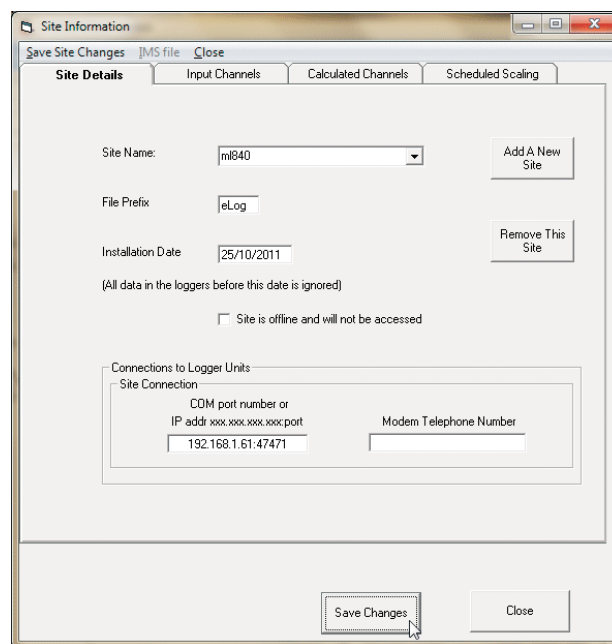 Site Information
Save Site Changes IMS file Close
Site Details Input Channels Calculated Channels Scheduled Scaling
Site Name: ml840
Add A New
Site
File Prefix eLog
Remove This
Site
Installation Date 25/10/2011
(All data in the loggers before this date is ignored)
Site is offline and will not be accessed
Connections to Logger Units
Site Connection
COM port number or
IP addr xxx.xxx.xxx.xxx:port Modem Telephone Number
192.168.1.61:47471
Save Changes Close